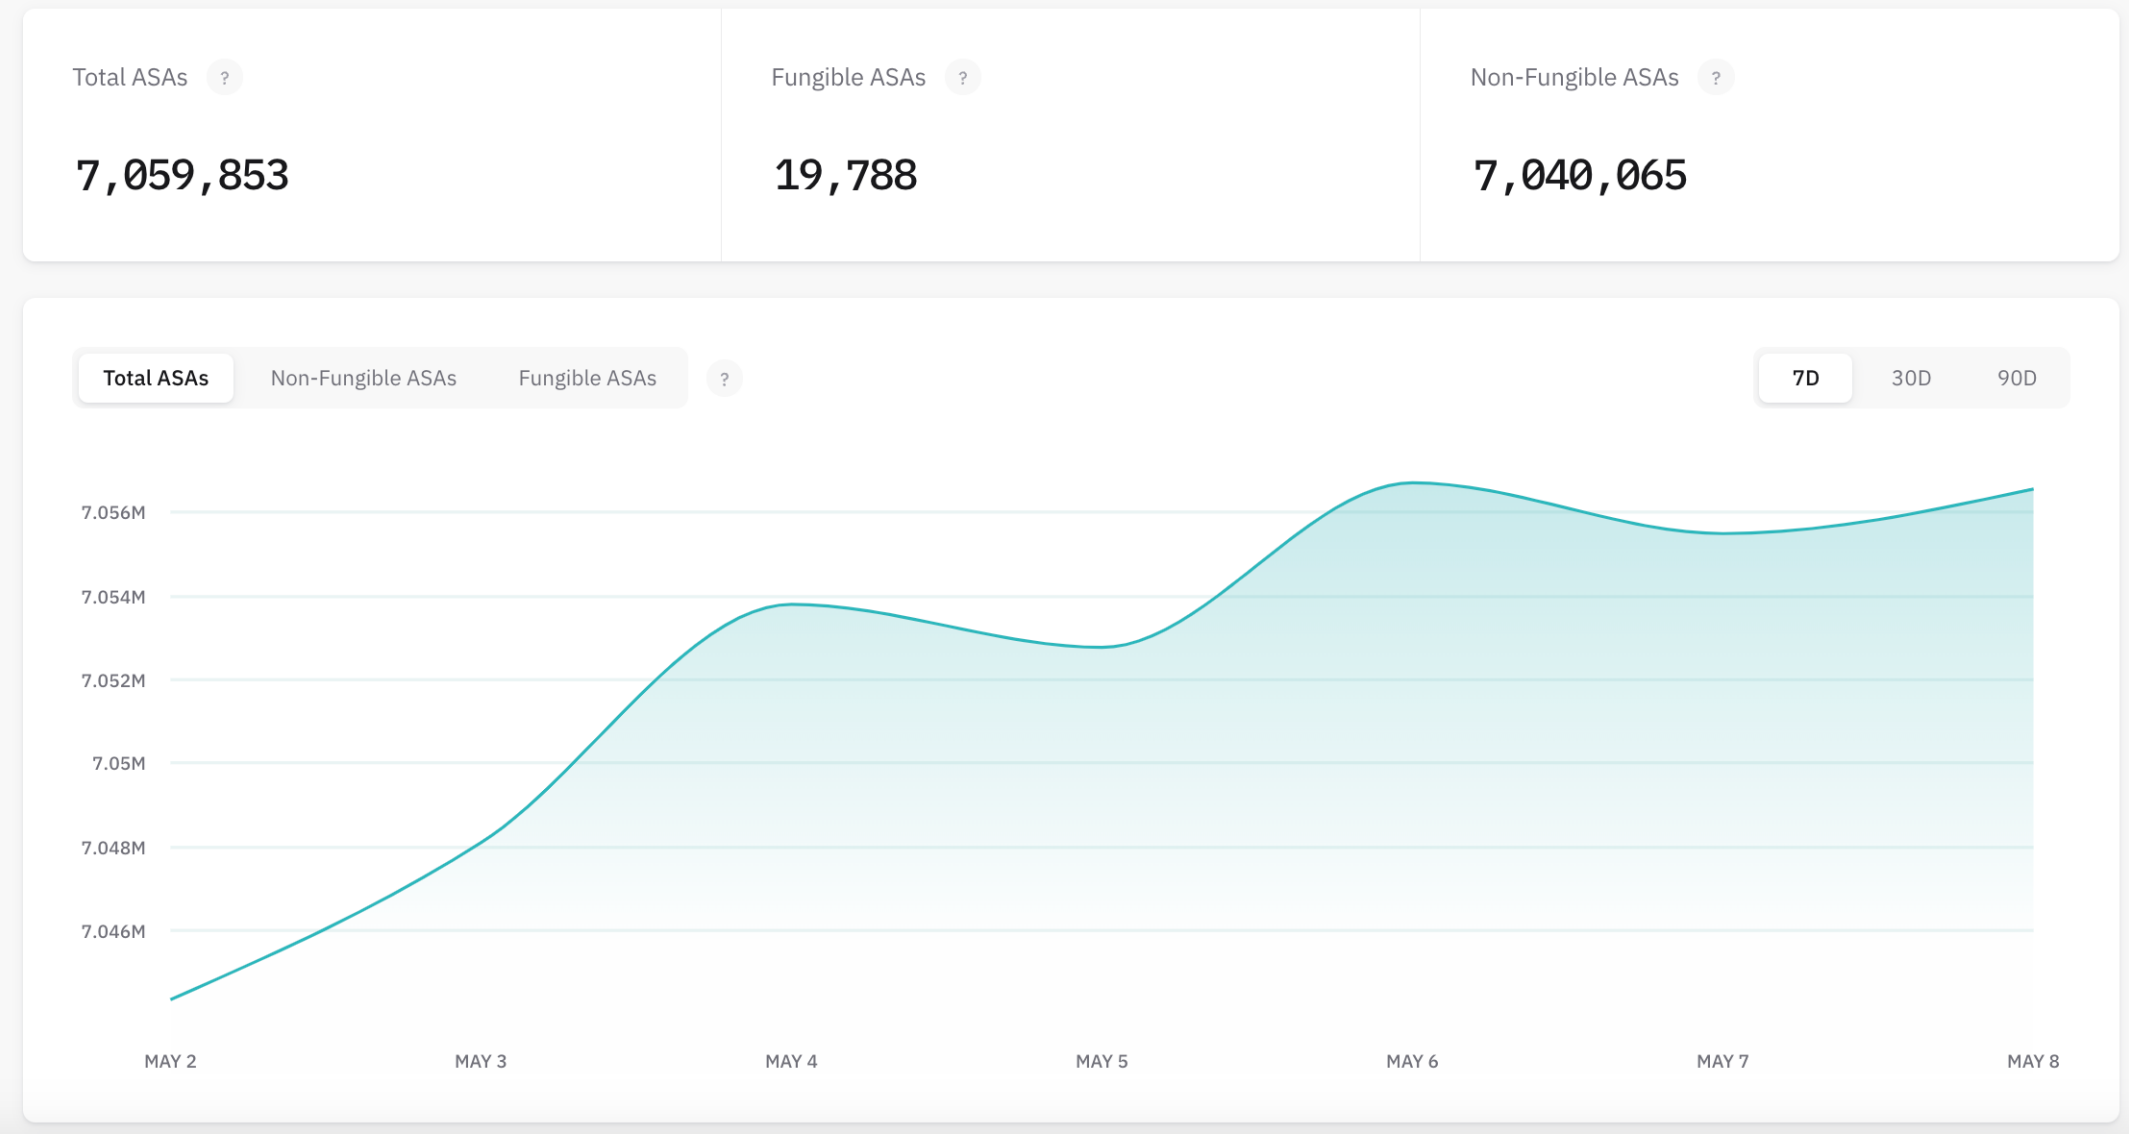 Total ASAs ?
Fungible ASAs ?
Non-Fungible ASAs ?
7,059,853
19,788
7,040,065
Total ASAs Non-Fungible ASAs Fungible ASAs ?
7D 30D 90D
7.056M
7.054M
7.052M
7.05M
7.048M
7.046M
MAY 2 MAY 3 MAY 4 MAY 5 MAY 6 MAY 7 MAY 8